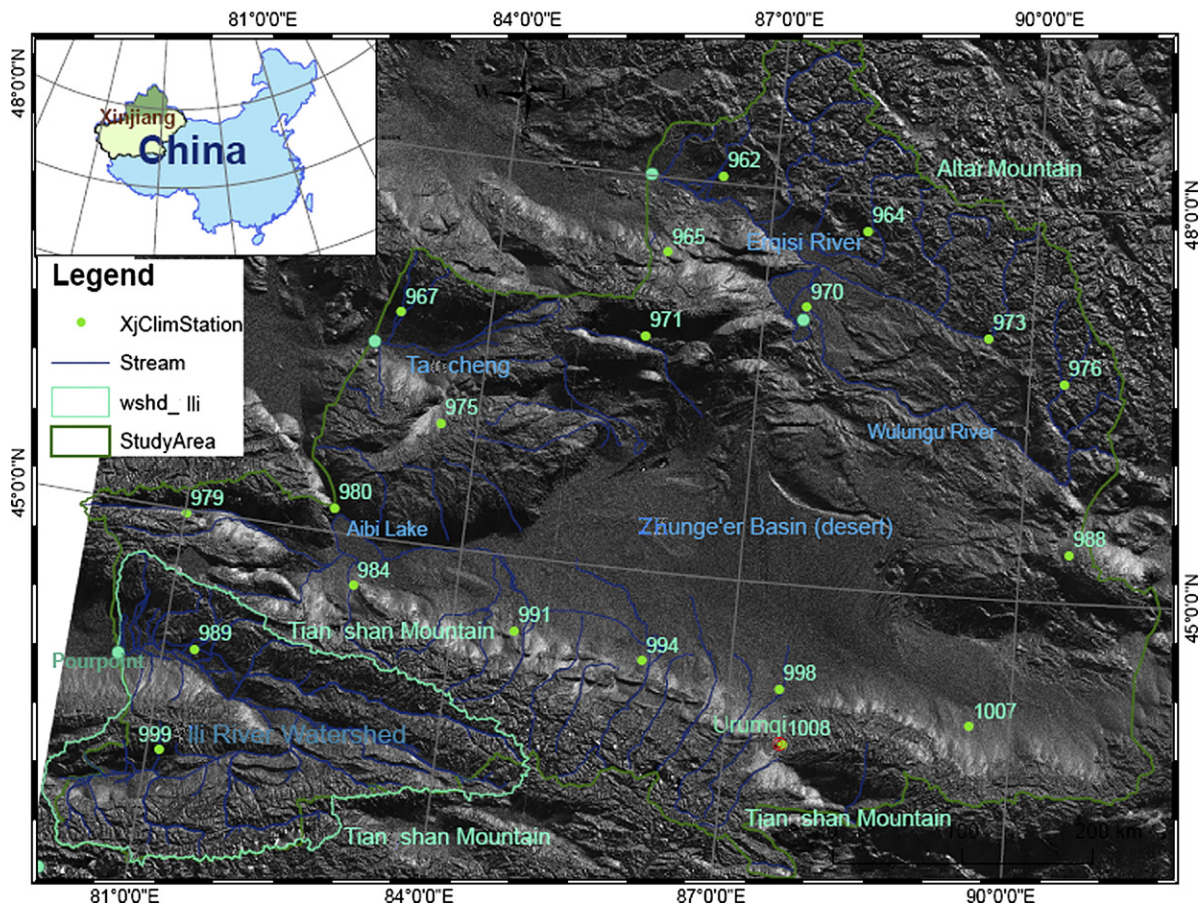 81°0'0"E
84°0'0"E
87°0'0"E
90°0'0"E
48°0'0"N
48°0'0"N
45°0'0"N
45°0'0"N
Xinjiang
China
W
E
Legend
XjClimStation
Stream
wshd_ Ili
StudyArea
962
Altai Mountain
964
965
Erqisi River
967
970
971
973
Ta cheng
976
975
Wulungu River
979
980
Aibi Lake
Zhunge'er Basin (desert)
988
984
991
Tian shan Mountain
989
994
Pourpoint
998
1007
Urumqi
1008
Ili River Watershed
999
Tian shan Mountain
Tian shan Mountain
100
200 km
81°0'0"E
84°0'0"E
87°0'0"E
90°0'0"E